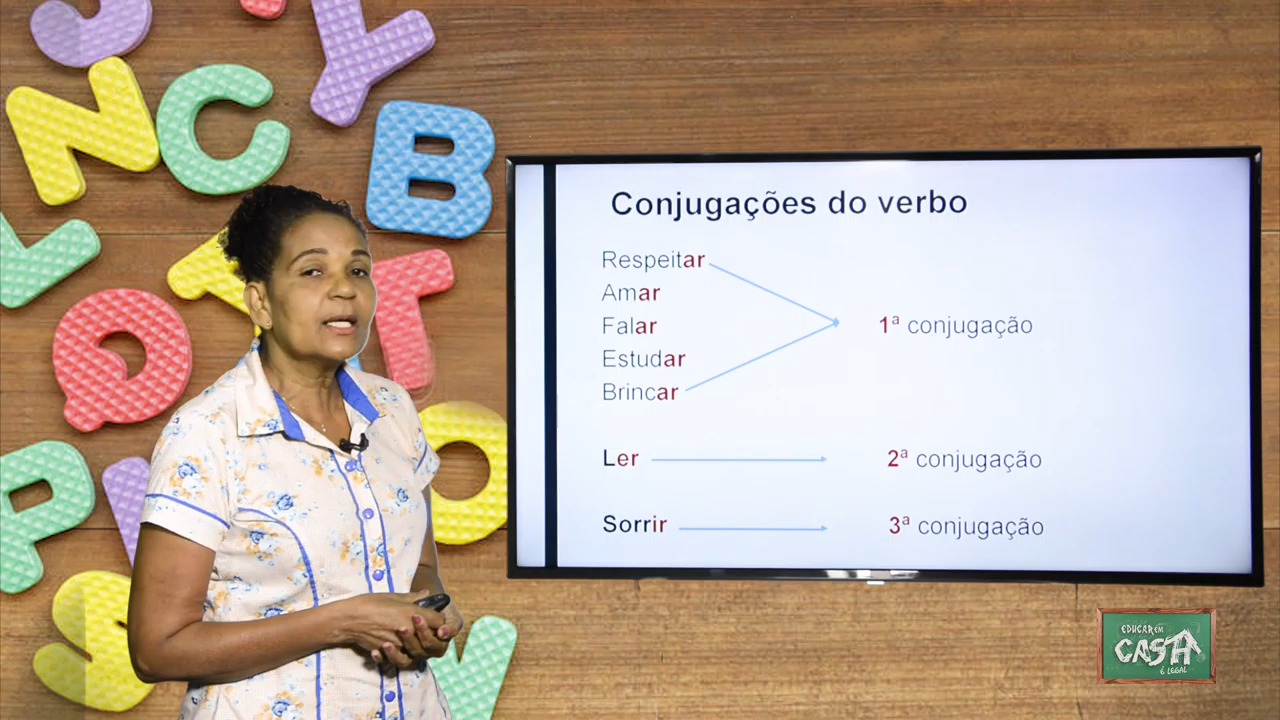 Conjugações do verbo
Respeitar
Amar
Falar
Estudar
Brincar
1ª conjugação
Ler
2ª conjugação
Sorrir
3ª conjugação
EDUCAR EM
CASA
É LEGAL
N
C
Y
B
L
T
Q
P
O